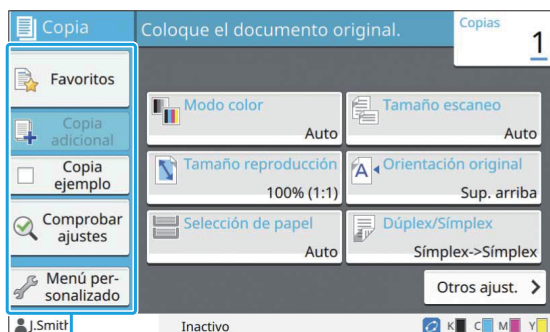 Copia
Coloque el documento original.
Copias
1
Favoritos
Copia
adicional
Copia
ejemplo
Comprobar
ajustes
Menú per-
sonalizado
Modo color
Auto
Tamaño escaneo
Auto
Tamaño reproducción
100% (1:1)
Orientación original
Sup. arriba
Selección de papel
Auto
Dúplex/Símplex
Símplex->Símplex
Otros ajust.
J.Smith
Inactivo
K C M Y